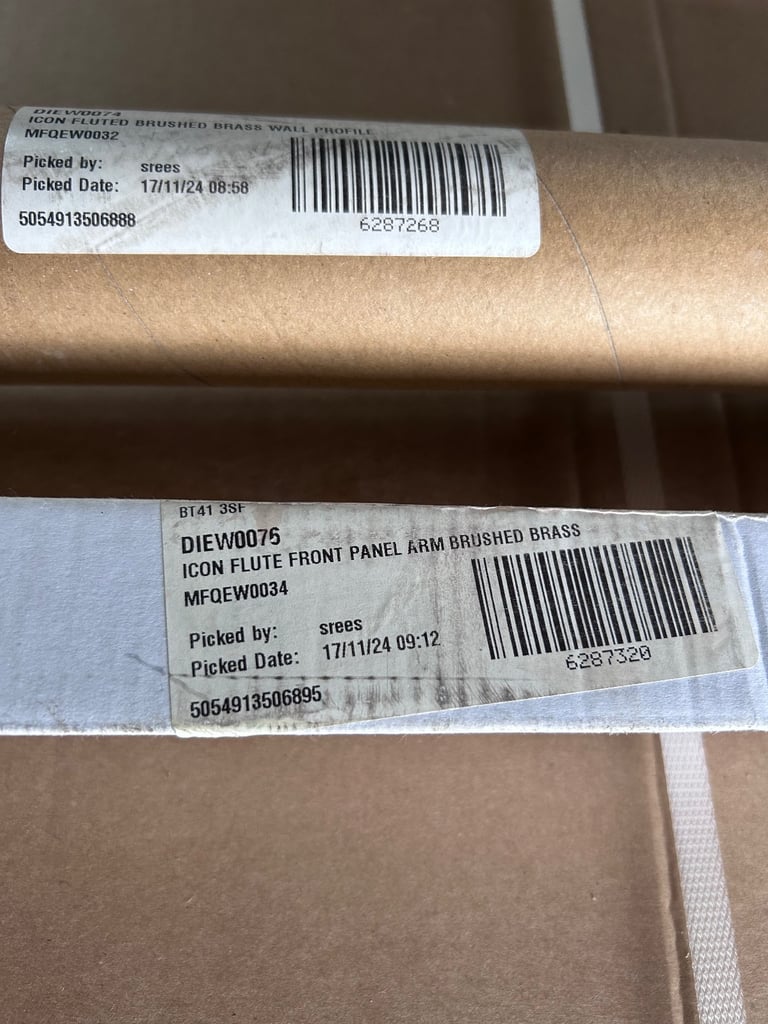 DIEW0074
ICON FLUTED BRUSHED BRASS WALL PROFILE
MFQEW0032
Picked by: srees
Picked Date: 17/11/24 08:58
5054913506888
6287268
BT41 3SF
DIEW0076
ICON FLUTE FRONT PANEL ARM BRUSHED BRASS
MFQEW0034
Picked by: srees
Picked Date: 17/11/24 09:12
5054913506895
6287320